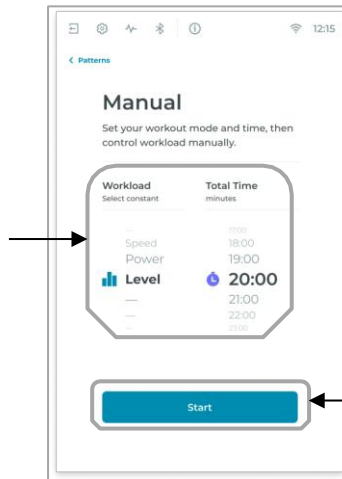 12:15
Patterns
Manual
Set your workout mode and time, then
control workload manually.
Workload Total Time
Select constant minutes
— 17:00
Speed 18:00
Power 19:00
Level 20:00
— 21:00
— 22:00
— 23:00
Start